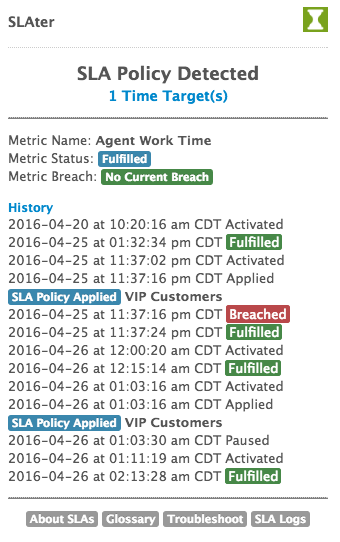 SLAter
SLA Policy Detected
1 Time Target(s)
Metric Name: Agent Work Time
Metric Status: Fulfilled
Metric Breach: No Current Breach
History
2016-04-20 at 10:20:16 am CDT Activated
2016-04-25 at 01:32:34 pm CDT Fulfilled
2016-04-25 at 11:37:02 pm CDT Activated
2016-04-25 at 11:37:16 pm CDT Applied
SLA Policy Applied VIP Customers
2016-04-25 at 11:37:16 pm CDT Breached
2016-04-25 at 11:37:24 pm CDT Fulfilled
2016-04-26 at 12:00:20 am CDT Activated
2016-04-26 at 12:15:14 am CDT Fulfilled
2016-04-26 at 01:03:16 am CDT Activated
2016-04-26 at 01:03:16 am CDT Applied
SLA Policy Applied VIP Customers
2016-04-26 at 01:03:30 am CDT Paused
2016-04-26 at 01:11:19 am CDT Activated
2016-04-26 at 02:13:28 am CDT Fulfilled
About SLAs Glossary Troubleshoot SLA Logs